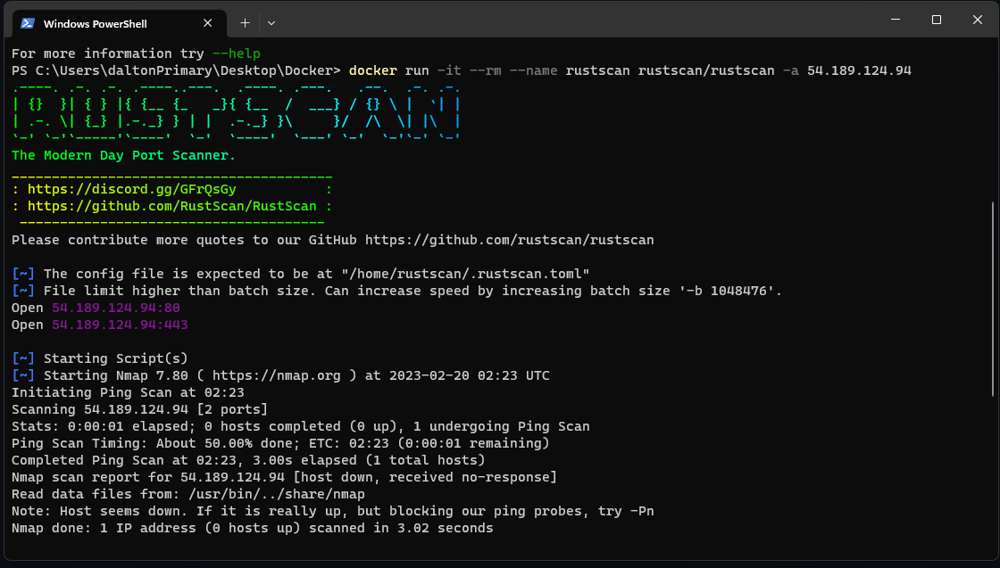 Windows PowerShell
For more information try --help
PS C:\Users\daltonPrimary\Desktop\Docker> docker run -it --rm --name rustscan rustscan/rustscan -a 54.189.124.94
.----. .-. .-. .----..---.  .----. .---.   .--.  .-. .-.
| {}  }| { } |{ {__ {_   _}{ {__  /  ___} / {} \ |  `| |
| .-. \| {_} |.-._} } | |  .-._} }\     }/  /\  \| |\  |
`-' `-'`-----'`----'  `-'  `----'  `---' `-'  `-'`-' `-'
The Modern Day Port Scanner.
________________________________________
: https://discord.gg/GFrQsGy           :
: https://github.com/RustScan/RustScan :
 --------------------------------------
Please contribute more quotes to our GitHub https://github.com/rustscan/rustscan
[~] The config file is expected to be at "/home/rustscan/.rustscan.toml"
[~] File limit higher than batch size. Can increase speed by increasing batch size '-b 1048476'.
Open 54.189.124.94:80
Open 54.189.124.94:443
[~] Starting Script(s)
[~] Starting Nmap 7.80 ( https://nmap.org ) at 2023-02-20 02:23 UTC
Initiating Ping Scan at 02:23
Scanning 54.189.124.94 [2 ports]
Stats: 0:00:01 elapsed; 0 hosts completed (0 up), 1 undergoing Ping Scan
Ping Scan Timing: About 50.00% done; ETC: 02:23 (0:00:01 remaining)
Completed Ping Scan at 02:23, 3.00s elapsed (1 total hosts)
Nmap scan report for 54.189.124.94 [host down, received no-response]
Read data files from: /usr/bin/../share/nmap
Note: Host seems down. If it is really up, but blocking our ping probes, try -Pn
Nmap done: 1 IP address (0 hosts up) scanned in 3.02 seconds